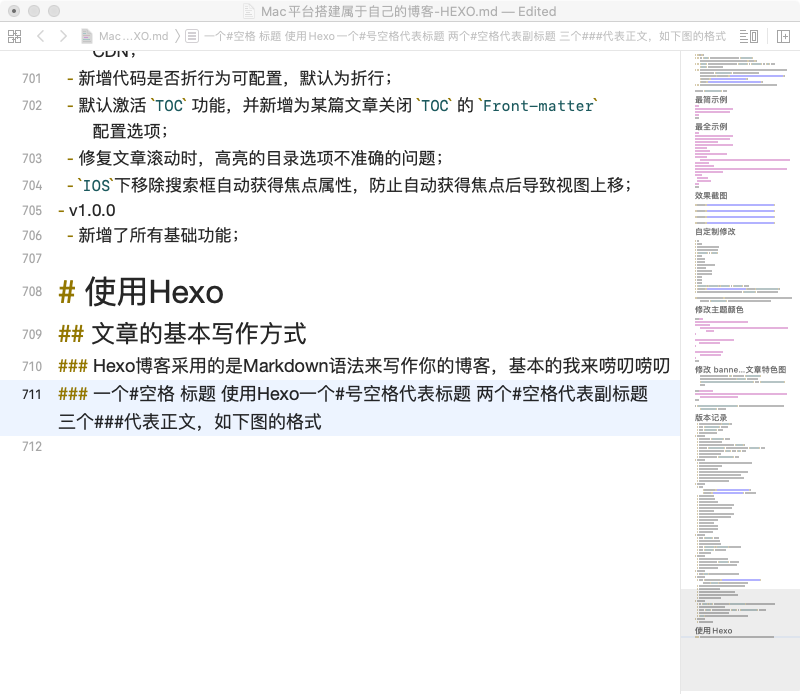 Mac平台搭建属于自己的博客-HEXO.md — Edited
Mac...XO.md 〉 一个#空格 标题 使用Hexo一个#号空格代表标题 两个#空格代表副标题 三个###代表正文，如下图的格式
CDN；
701 - 新增代码是否折行为可配置，默认为折行；
702 - 默认激活`TOC`功能，并新增为某篇文章关闭`TOC`的`Front-matter`
配置选项；
703 - 修复文章滚动时，高亮的目录选项不准确的问题；
704 - `IOS`下移除搜索框自动获得焦点属性，防止自动获得焦点后导致视图上移；
705 - v1.0.0
706 - 新增了所有基础功能；
707
708 # 使用Hexo
709 ## 文章的基本写作方式
710 ### Hexo博客采用的是Markdown语法来写作你的博客，基本的我来唠叨唠叨
711 ### 一个#空格 标题 使用Hexo一个#号空格代表标题 两个#空格代表副标题
三个###代表正文，如下图的格式
712
最简示例
最全示例
效果截图
自定制修改
修改主题颜色
修改 banne...文章特色图
版本记录
使用 Hexo